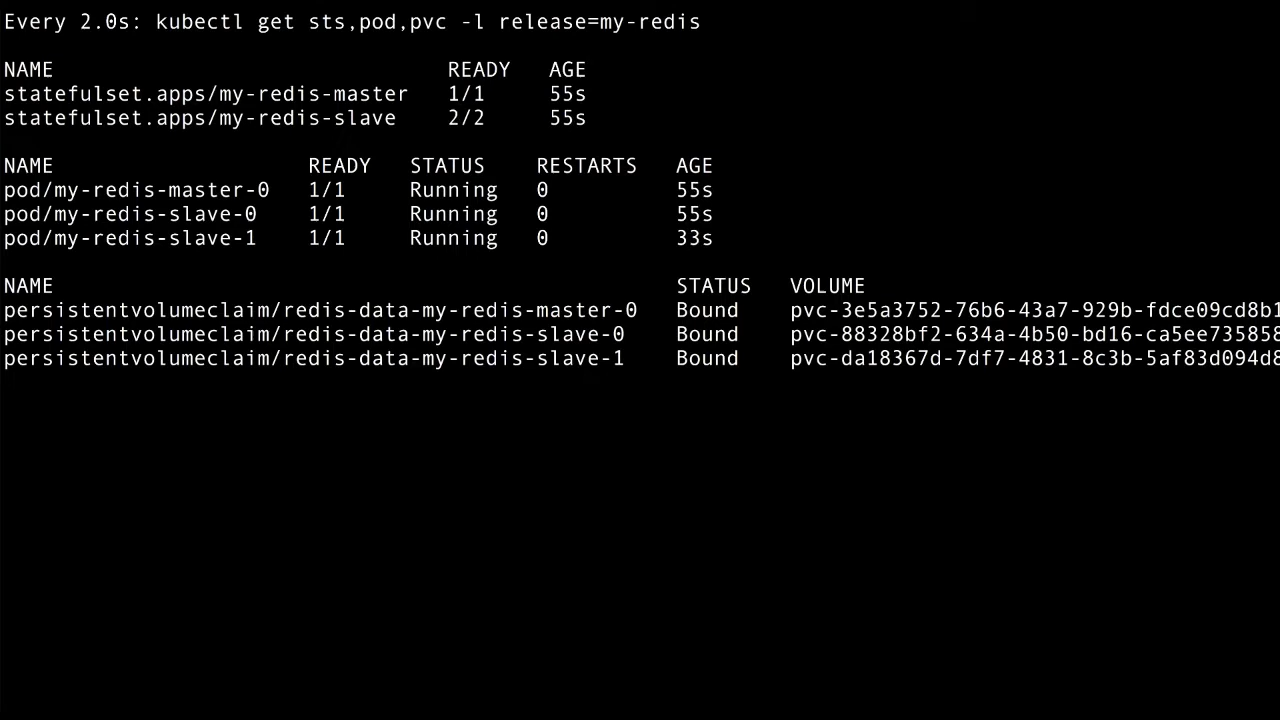 Every 2.0s: kubectl get sts,pod,pvc -l release=my-redis
NAME READY AGE
statefulset.apps/my-redis-master 1/1 55s
statefulset.apps/my-redis-slave 2/2 55s
NAME READY STATUS RESTARTS AGE
pod/my-redis-master-0 1/1 Running 0 55s
pod/my-redis-slave-0 1/1 Running 0 55s
pod/my-redis-slave-1 1/1 Running 0 33s
NAME STATUS VOLUME
persistentvolumeclaim/redis-data-my-redis-master-0 Bound pvc-3e5a3752-76b6-43a7-929b-fdce09cd8b1
persistentvolumeclaim/redis-data-my-redis-slave-0 Bound pvc-88328bf2-634a-4b50-bd16-ca5ee735858
persistentvolumeclaim/redis-data-my-redis-slave-1 Bound pvc-da18367d-7df7-4831-8c3b-5af83d094d8